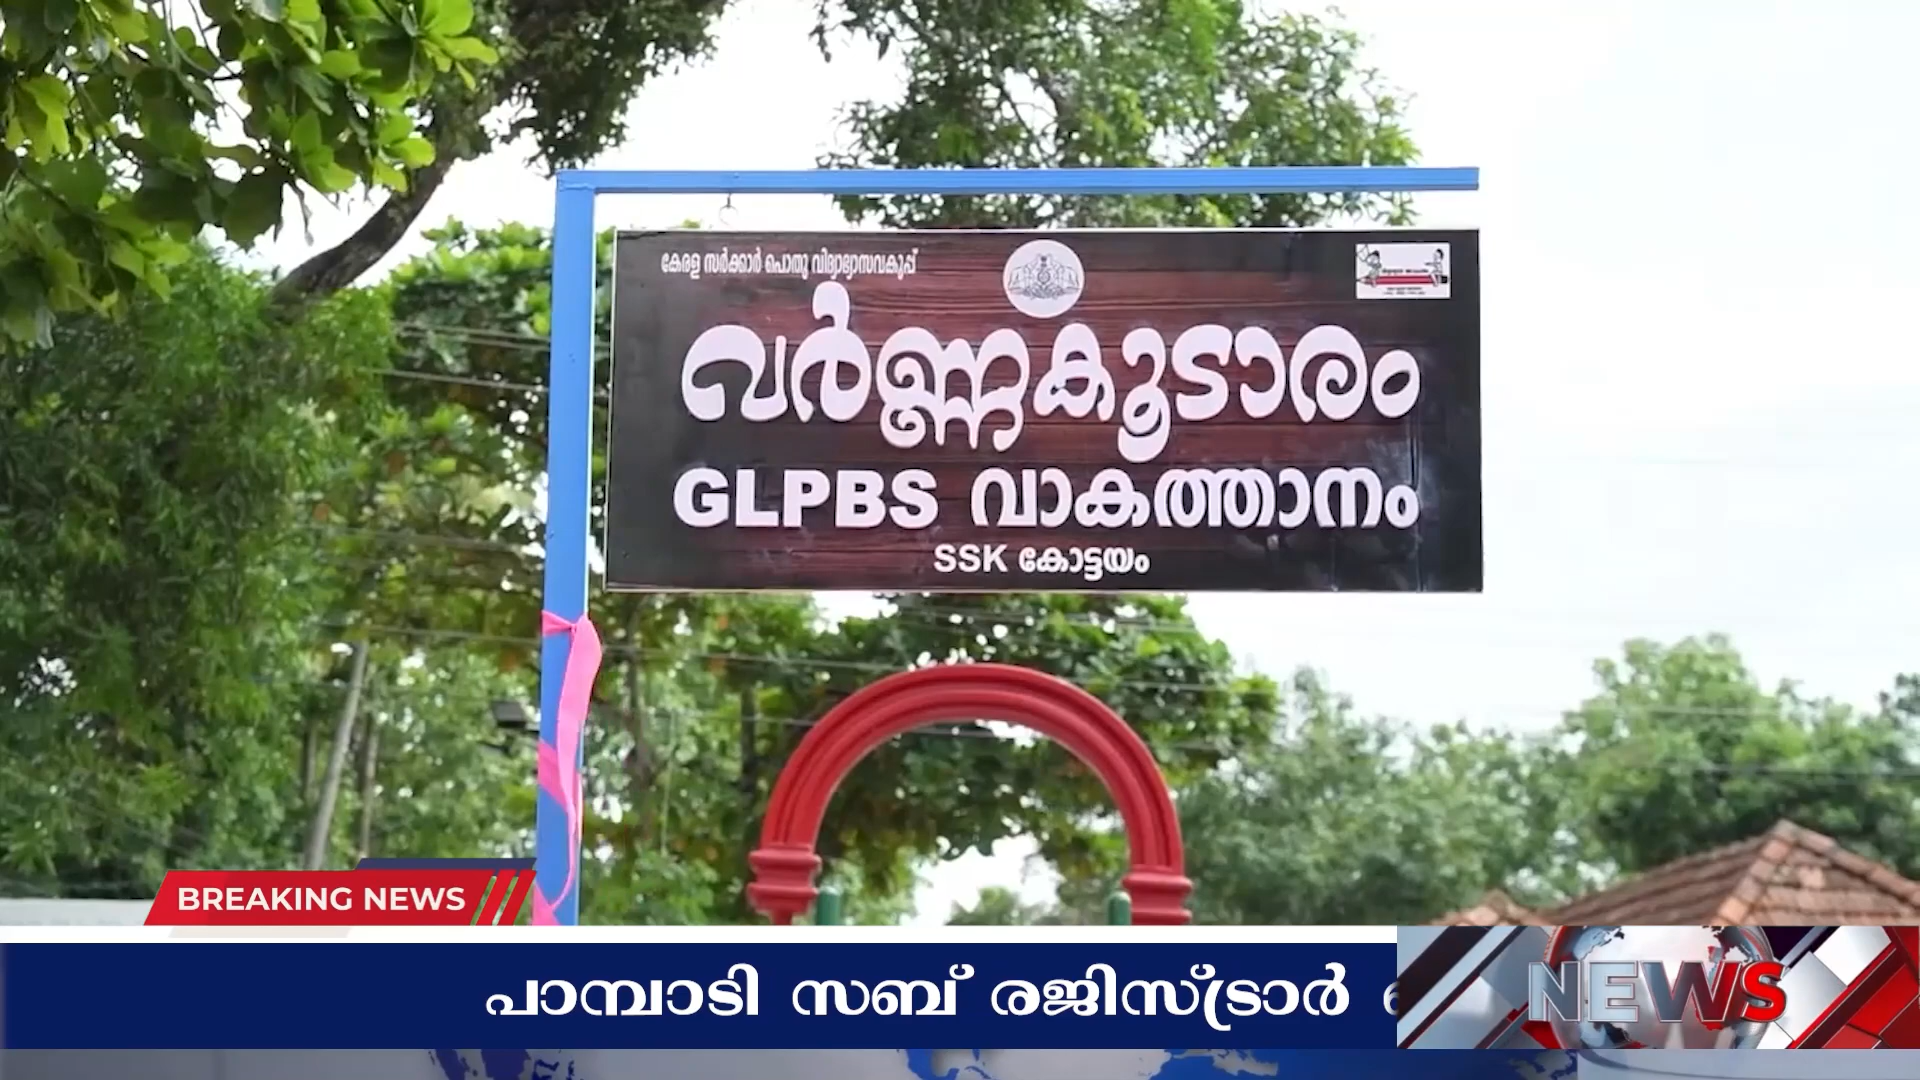 കേരള സർക്കാർ പൊതു വിദ്യാഭ്യാസവകുപ്പ്
വർണ്ണകൂടാരം
GLPBS വാകത്താനം
SSK കോട്ടയം
BREAKING NEWS
പാമ്പാടി സബ് രജിസ്ട്രാർ
NEWS